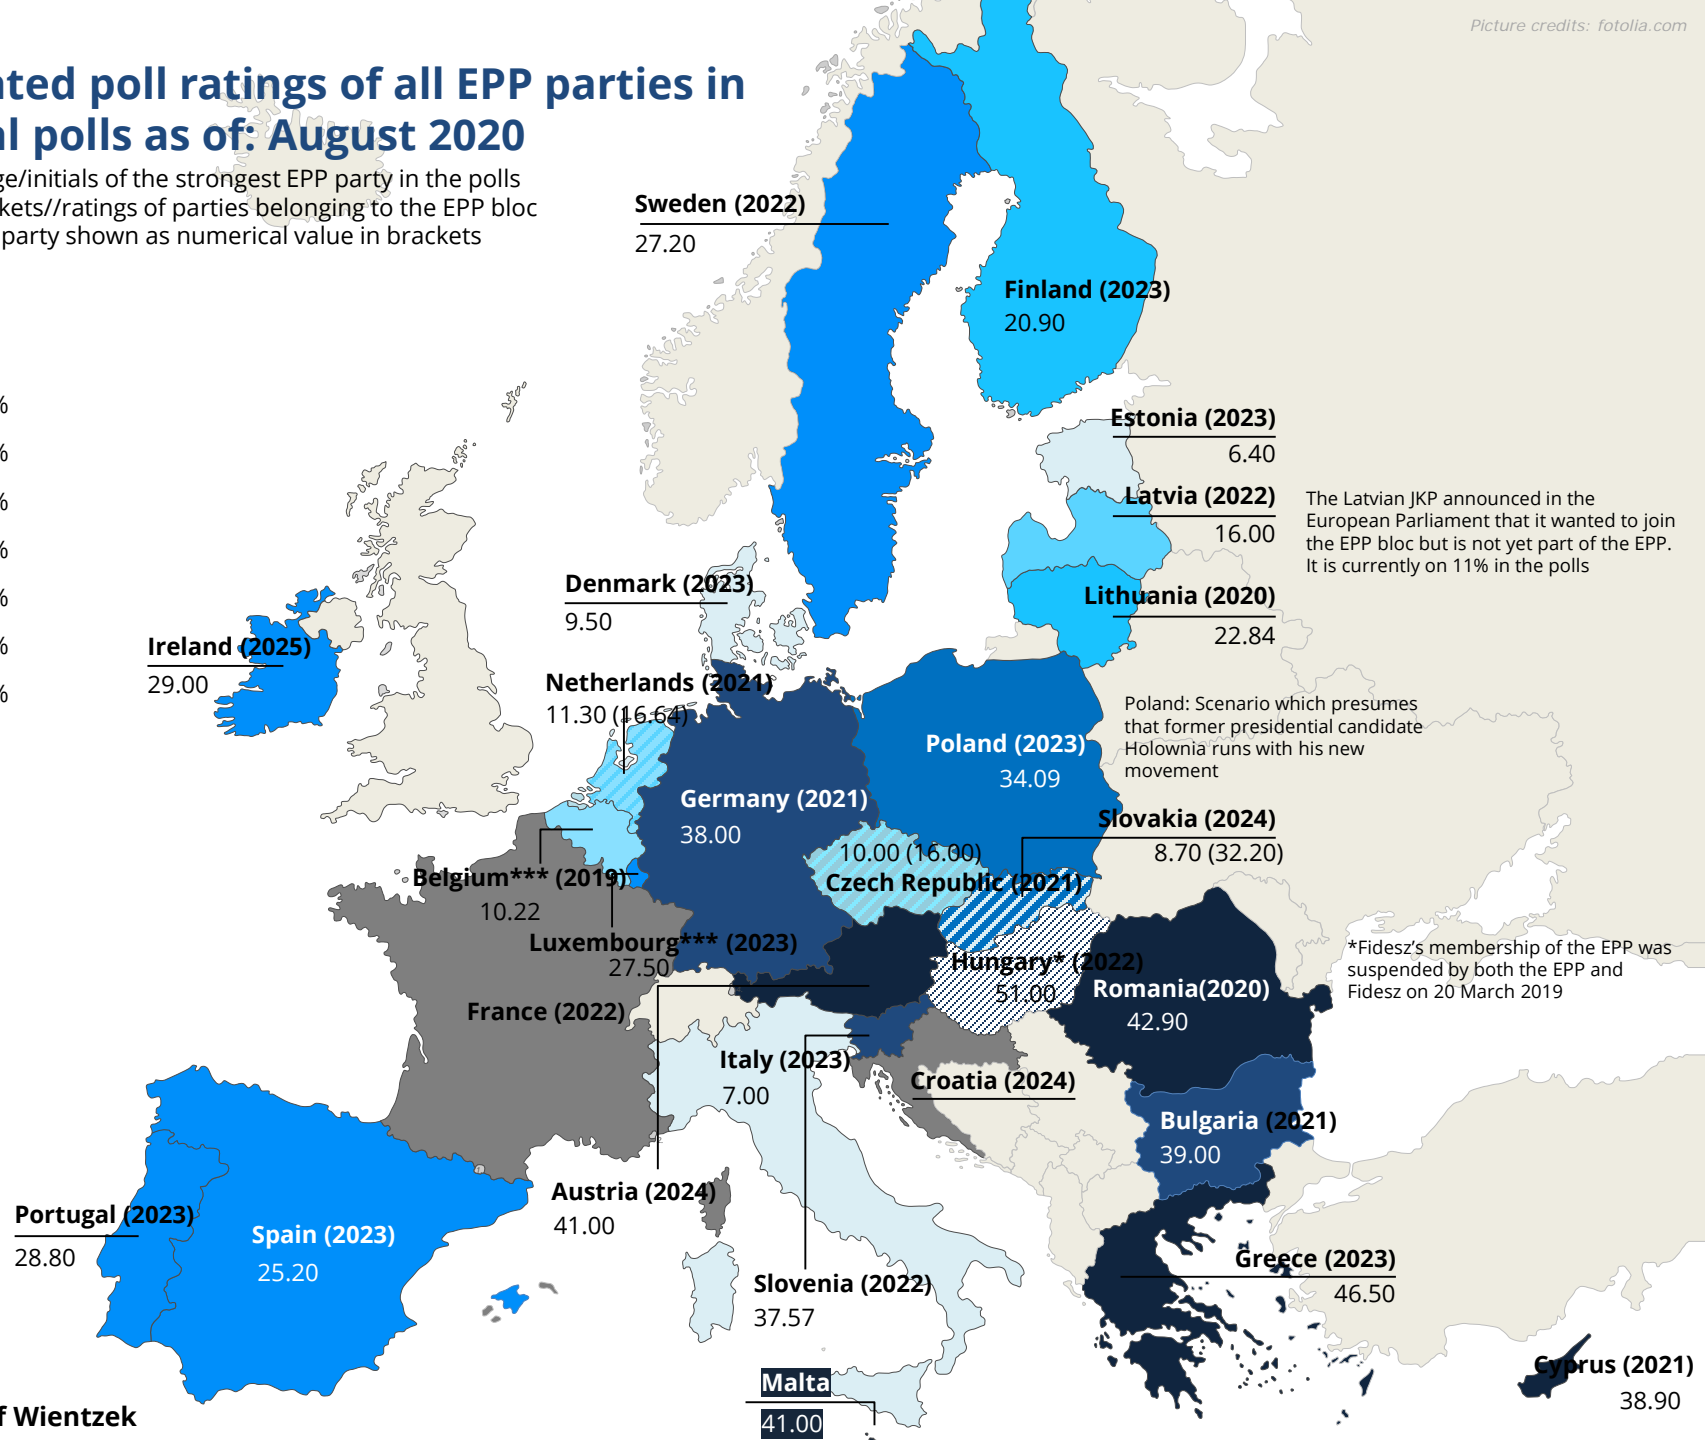 Picture credits: fotolia.com
ated poll ratings of all EPP parties in
al polls as of: August 2020
ge/initials of the strongest EPP party in the polls
kets//ratings of parties belonging to the EPP bloc
party shown as numerical value in brackets
Sweden (2022)
27.20
Finland (2023)
20.90
%
%
%
%
%
%
%
Estonia (2023)
6.40
Latvia (2022)
16.00
The Latvian JKP announced in the
European Parliament that it wanted to join
the EPP bloc but is not yet part of the EPP.
It is currently on 11% in the polls
Denmark (2023)
9.50
Lithuania (2020)
22.84
Ireland (2025)
29.00
Netherlands (2021)
11.30 (16.64)
Poland: Scenario which presumes
that former presidential candidate
Holownia runs with his new
movement
Poland (2023)
34.09
Germany (2021)
38.00
Slovakia (2024)
8.70 (32.20)
10.00 (16.00)
Czech Republic (2021)
Belgium*** (2019)
10.22
Luxembourg*** (2023)
27.50
Hungary* (2022)
51.00
*Fidesz’s membership of the EPP was
suspended by both the EPP and
Fidesz on 20 March 2019
Romania(2020)
42.90
France (2022)
Italy (2023)
7.00
Croatia (2024)
Bulgaria (2021)
39.00
Austria (2024)
41.00
Portugal (2023)
28.80
Spain (2023)
25.20
Greece (2023)
46.50
Slovenia (2022)
37.57
Cyprus (2021)
38.90
Malta
41.00
f Wientzek